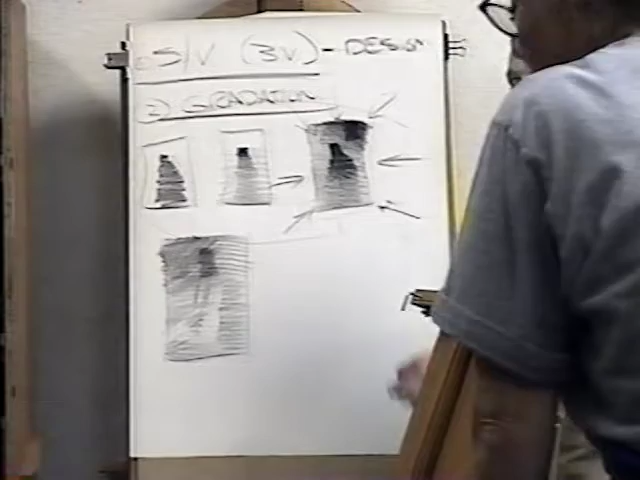 S/V (3V) - DESIGN
2) GRADATION